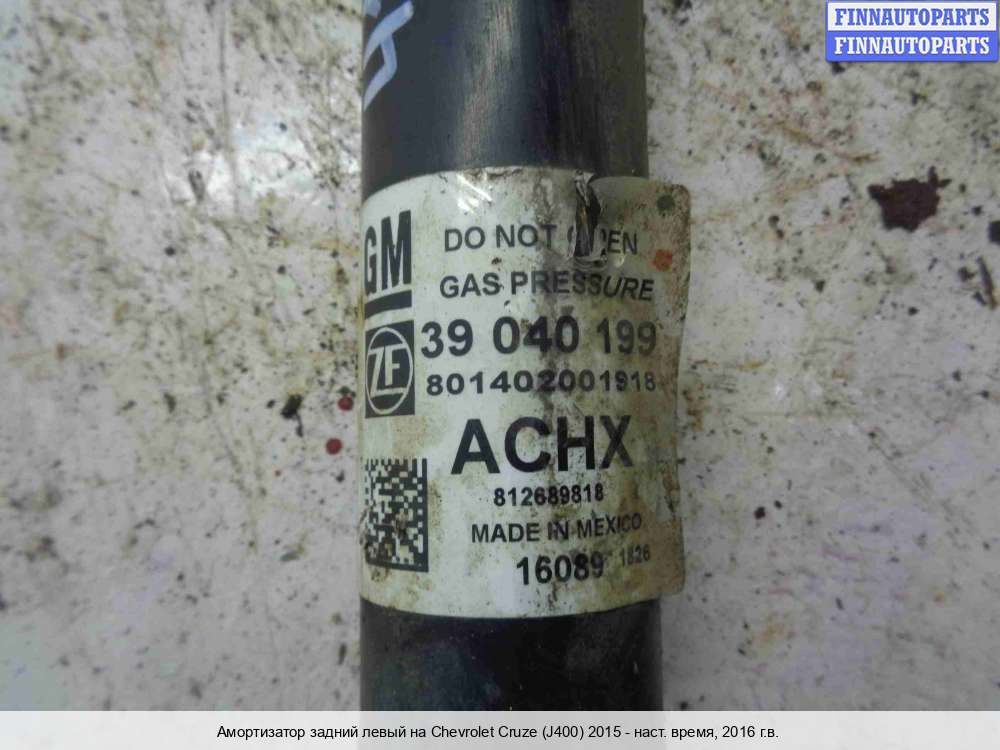 FINNAUTOPARTS
FINNAUTOPARTS
GM
DO NOT OPEN
GAS PRESSURE
ZF
39 040 199
801402001918
ACHX
812689818
MADE IN MEXICO
16089 1826
Амортизатор задний левый на Chevrolet Cruze (J400) 2015 - наст. время, 2016 г.в.